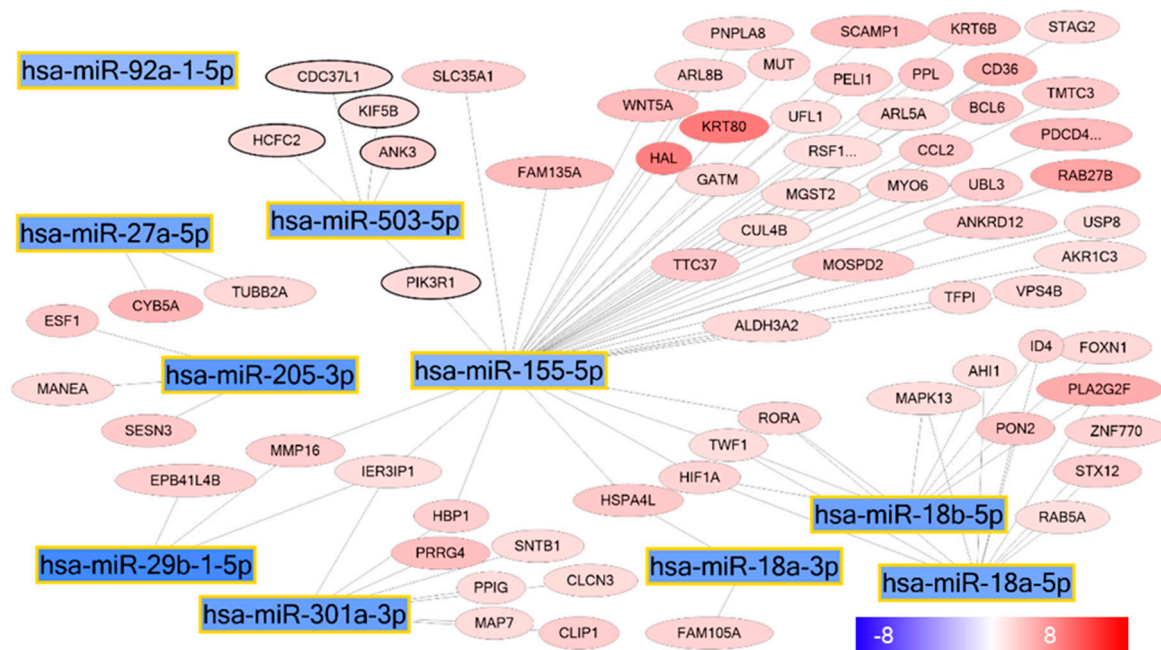 PNPLA8
SCAMP1
KRT6B
STAG2
hsa-miR-92a-1-5p
CDC37L1
SLC35A1
ARL8B
MUT
PELI1
PPL
CD36
TMTC3
KIF5B
WNT5A
KRT80
UFL1
ARL5A
BCL6
PDCD4...
HCFC2
ANK3
HAL
RSF1...
CCL2
FAM135A
GATM
MGST2
MYO6
UBL3
RAB27B
hsa-miR-27a-5p
hsa-miR-503-5p
CUL4B
ANKRD12
USP8
TTC37
MOSPD2
AKR1C3
CYB5A
TUBB2A
PIK3R1
TFPI
VPS4B
ESF1
ALDH3A2
hsa-miR-205-3p
hsa-miR-155-5p
ID4
FOXN1
MANEA
AHI1
MAPK13
PLA2G2F
SESN3
RORA
PON2
ZNF770
MMP16
TWF1
EPB41L4B
IER3IP1
HIF1A
STX12
HSPA4L
HBP1
hsa-miR-18b-5p
RAB5A
hsa-miR-29b-1-5p
PRRG4
SNTB1
hsa-miR-18a-3p
hsa-miR-18a-5p
PPIG
CLCN3
hsa-miR-301a-3p
MAP7
CLIP1
FAM105A
-8
8